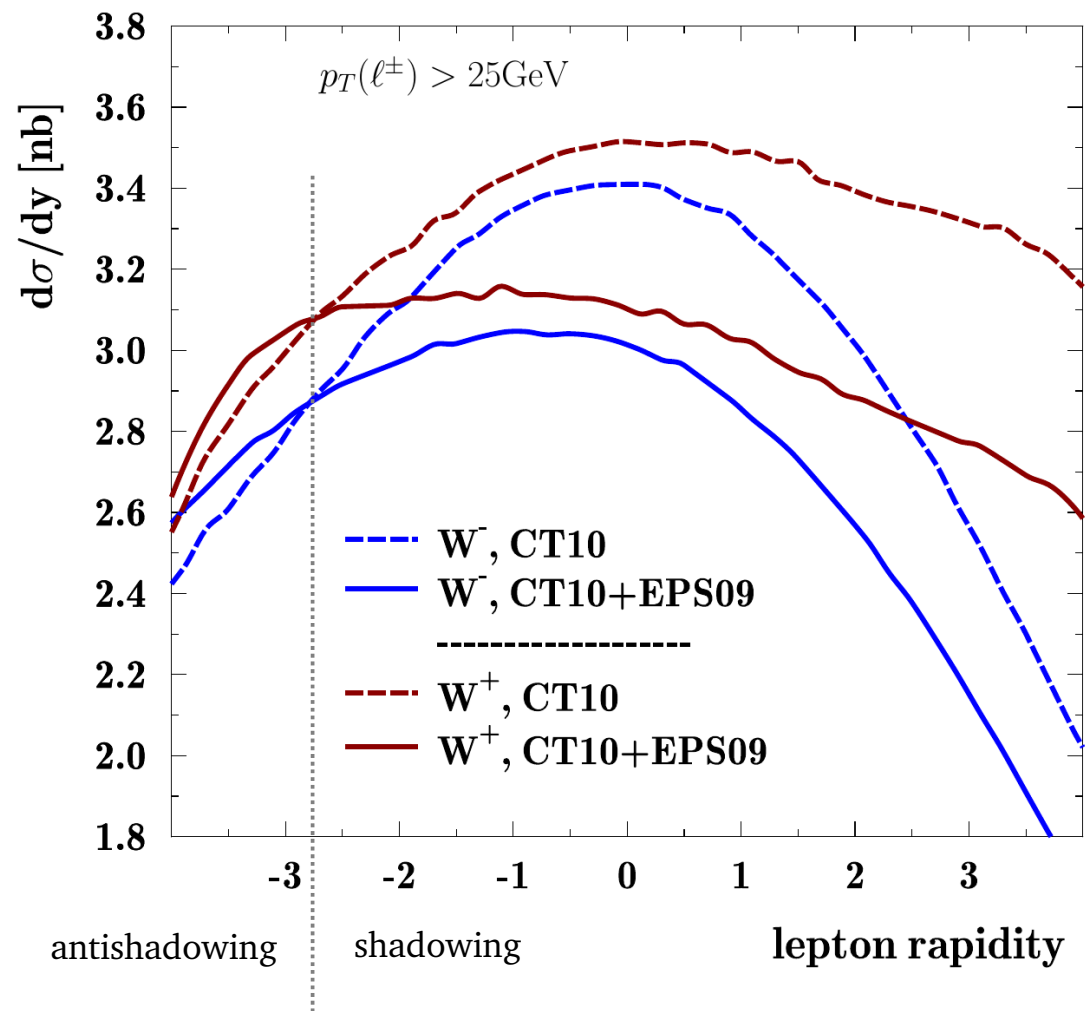 3.8
3.6
3.4
3.2
3.0
2.8
2.6
2.4
2.2
2.0
1.8
dσ/dy [nb]
p_T(ℓ^±) > 25GeV
W^-, CT10
W^-, CT10+EPS09
W^+, CT10
W^+, CT10+EPS09
-3 -2 -1 0 1 2 3
antishadowing shadowing lepton rapidity